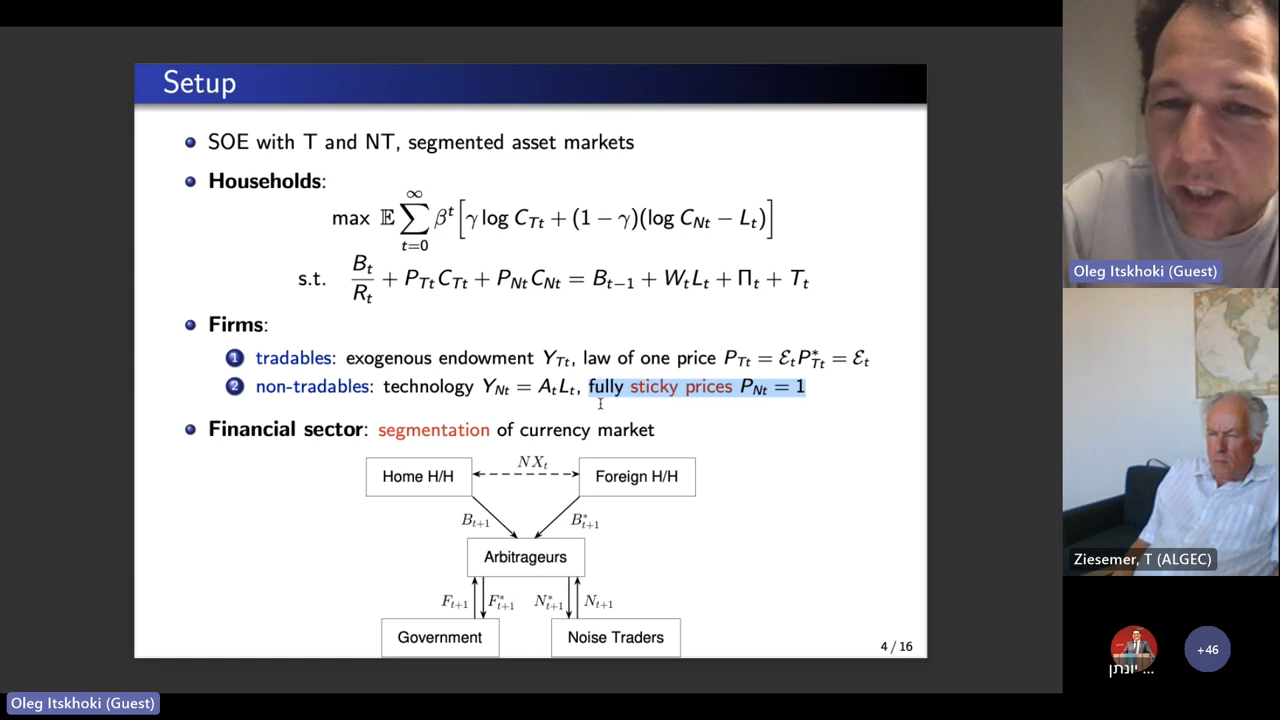 Setup
SOE with T and NT, segmented asset markets
Households:
max 𝔼 ∑_{t=0}^{∞} β^t [γ log C_{Tt} + (1 − γ)(log C_{Nt} − L_t)]
s.t. B_t/R_t + P_{Tt}C_{Tt} + P_{Nt}C_{Nt} = B_{t−1} + W_tL_t + Π_t + T_t
Firms:
1 tradables: exogenous endowment Y_{Tt}, law of one price P_{Tt} = ℰ_tP*_{Tt} = ℰ_t
2 non-tradables: technology Y_{Nt} = A_tL_t, fully sticky prices P_{Nt} = 1
Financial sector: segmentation of currency market
NX_t
Home H/H
Foreign H/H
B_{t+1}
B*_{t+1}
Arbitrageurs
F_{t+1}
F*_{t+1}
N*_{t+1}
N_{t+1}
Government
Noise Traders
4 / 16
Oleg Itskhoki (Guest)
Ziesemer, T (ALGEC)
יונתן ...
+46
Oleg Itskhoki (Guest)